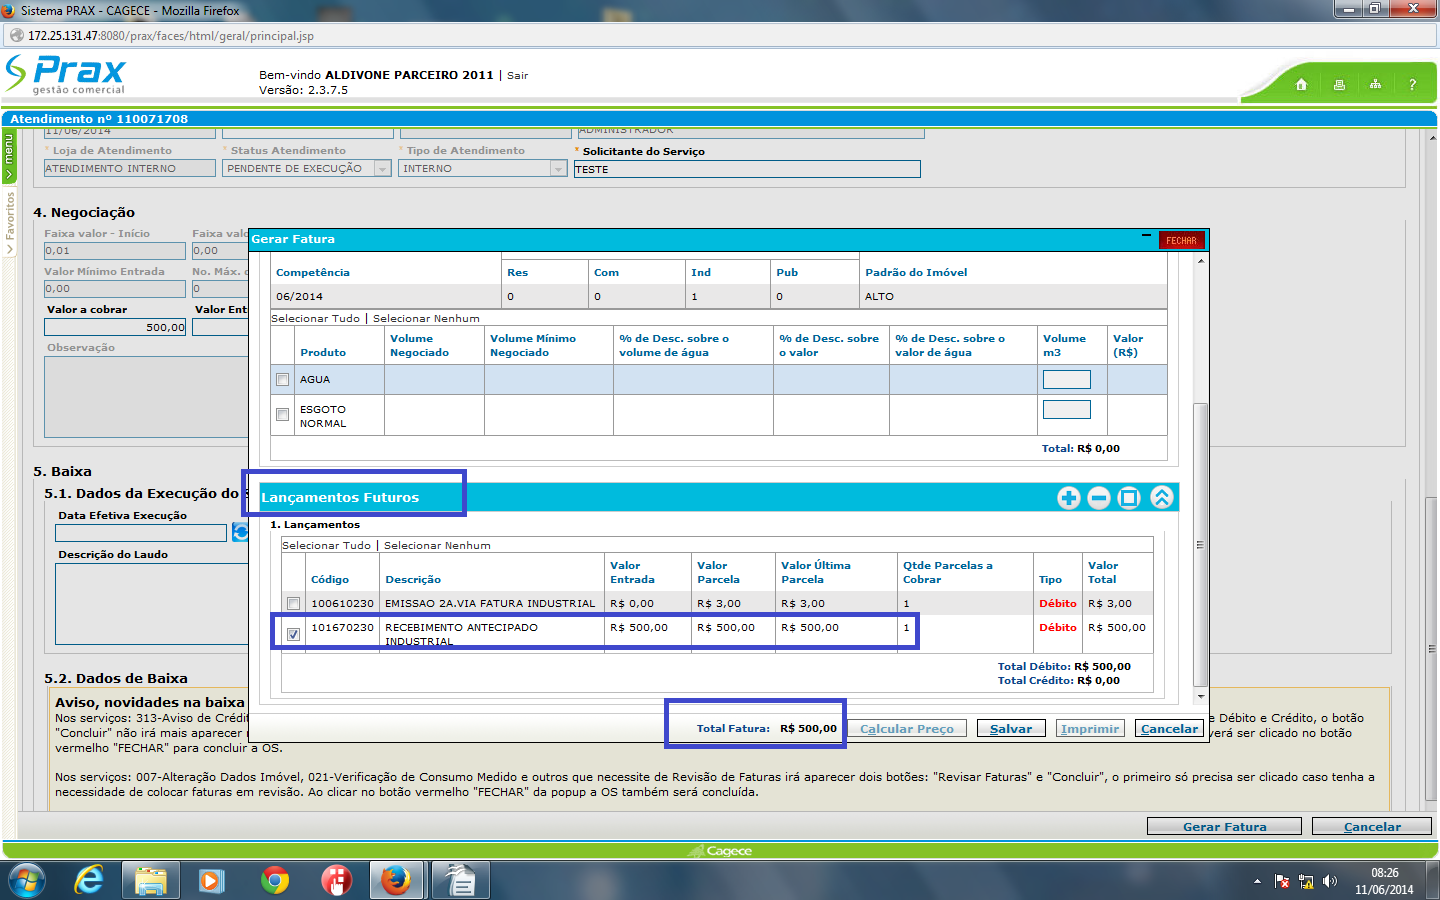 Sistema PRAX - CAGECE - Mozilla Firefox
172.25.131.47:8080/prax/faces/html/geral/principal.jsp
Prax
gestão comercial
Bem-vindo ALDIVONE PARCEIRO 2011 | Sair
Versão: 2.3.7.5
?
Atendimento nº 110071708
menu
Favoritos
11/06/2014
ADMINISTRADOR
* Loja de Atendimento
* Status Atendimento
* Tipo de Atendimento
* Solicitante do Serviço
ATENDIMENTO INTERNO
PENDENTE DE EXECUÇÃO
INTERNO
TESTE
4. Negociação
Faixa valor - Início
Faixa valo
0,01
0,00
Valor Mínimo Entrada
No. Máx. d
0,00
0
Valor a cobrar
Valor Ent
500,00
Observação
5. Baixa
5.1. Dados da Execução do S
Data Efetiva Execução
Descrição do Laudo
5.2. Dados de Baixa
Gerar Fatura
FECHAR
Competência
Res
Com
Ind
Pub
Padrão do Imóvel
06/2014
0
0
1
0
ALTO
Selecionar Tudo | Selecionar Nenhum
Produto
Volume Negociado
Volume Mínimo Negociado
% de Desc. sobre o volume de água
% de Desc. sobre o valor
% de Desc. sobre o valor de água
Volume m3
Valor (R$)
AGUA
ESGOTO NORMAL
Total: R$ 0,00
Lançamentos Futuros
1. Lançamentos
Selecionar Tudo | Selecionar Nenhum
Código
Descrição
Valor Entrada
Valor Parcela
Valor Última Parcela
Qtde Parcelas a Cobrar
Tipo
Valor Total
100610230 EMISSAO 2A.VIA FATURA INDUSTRIAL R$ 0,00 R$ 3,00 R$ 3,00 1 Débito R$ 3,00
101670230 RECEBIMENTO ANTECIPADO INDUSTRIAL R$ 500,00 R$ 500,00 R$ 500,00 1 Débito R$ 500,00
Total Débito: R$ 500,00
Total Crédito: R$ 0,00
Total Fatura: R$ 500,00
Calcular Preço
Salvar
Imprimir
Cancelar
Aviso, novidades na baixa
Nos serviços: 313-Aviso de Crédit
e Débito e Crédito, o botão
"Concluir" não irá mais aparecer
verá ser clicado no botão
vermelho "FECHAR" para concluir a OS.
Nos serviços: 007-Alteração Dados Imóvel, 021-Verificação de Consumo Medido e outros que necessite de Revisão de Faturas irá aparecer dois botões: "Revisar Faturas" e "Concluir", o primeiro só precisa ser clicado caso tenha a
necessidade de colocar faturas em revisão. Ao clicar no botão vermelho "FECHAR" da popup a OS também será concluída.
Gerar Fatura
Cancelar
Cagece
08:26
11/06/2014